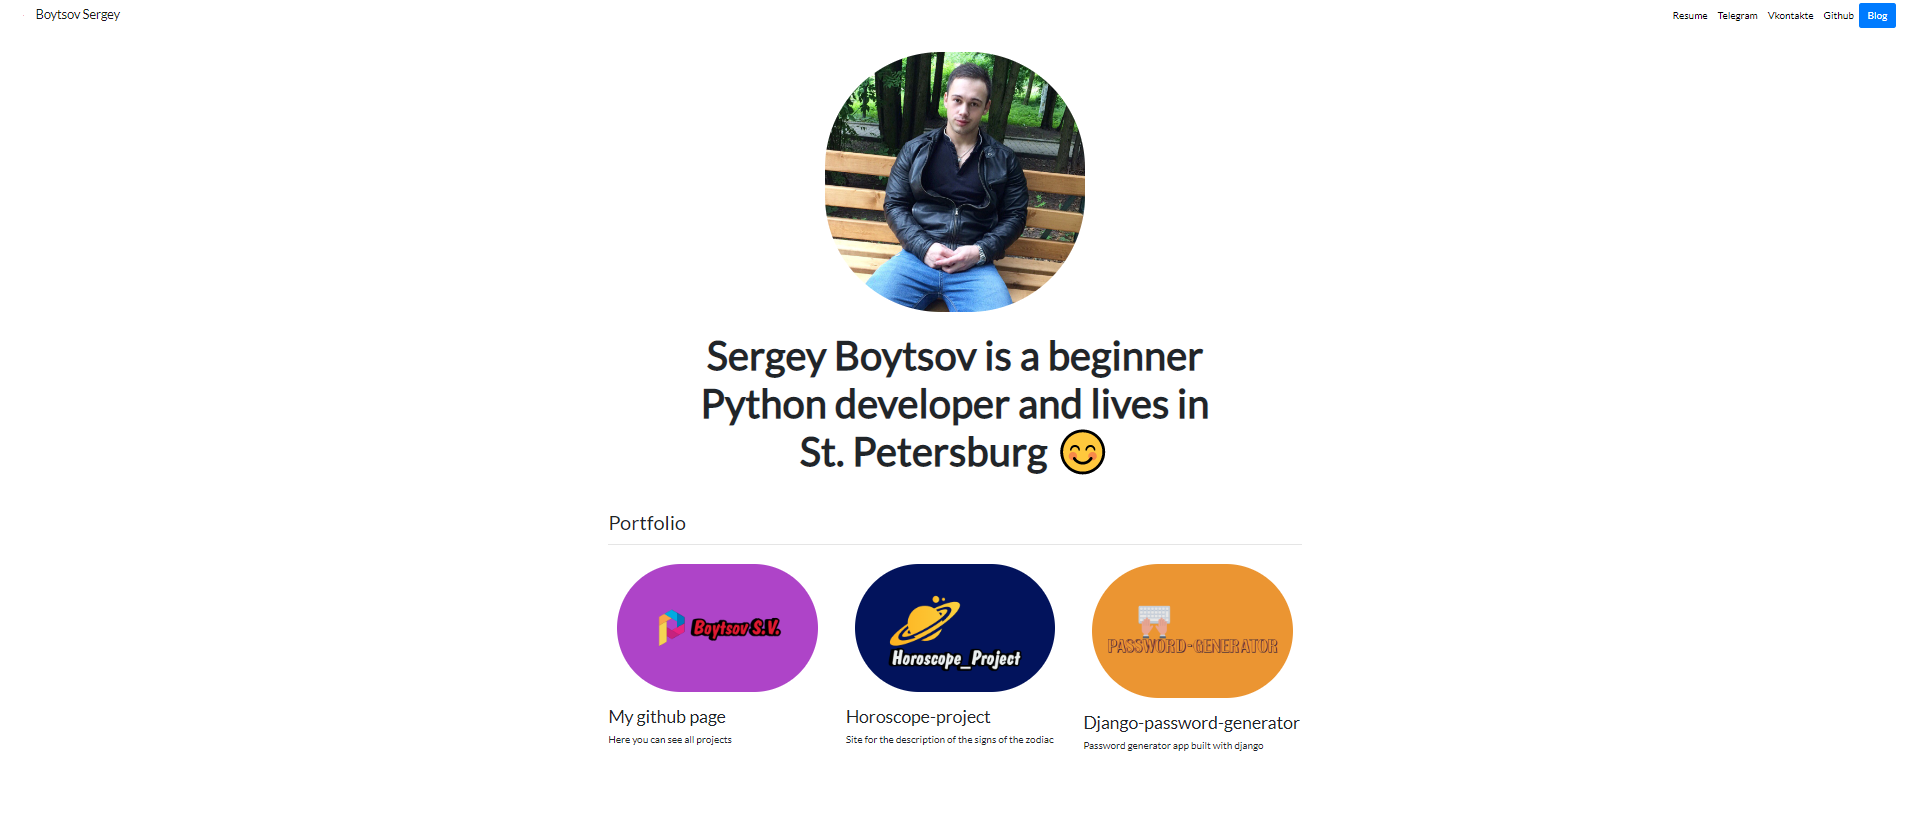 Boytsov Sergey
Resume Telegram Vkontakte Github Blog
Sergey Boytsov is a beginner
Python developer and lives in
St. Petersburg 😊
Portfolio
Boytsov S.V.
Horoscope_Project
PASSWORD-GENERATOR
My github page
Here you can see all projects
Horoscope-project
Site for the description of the signs of the zodiac
Django-password-generator
Password generator app built with django